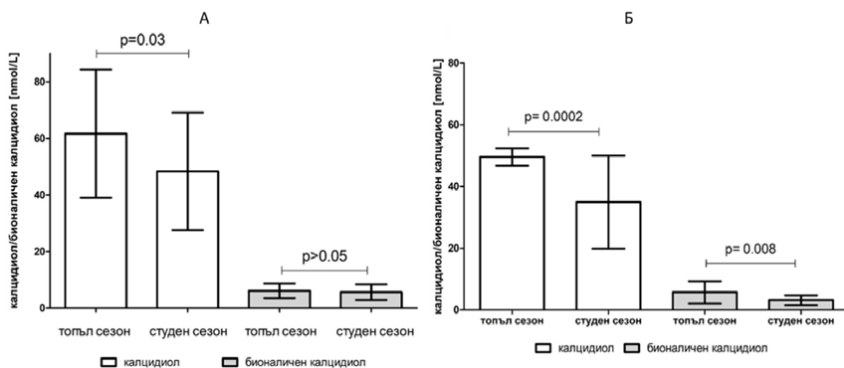 А
p=0.03
калцидиол/бионаличен калцидиол [nmol/L]
80
60
40
20
0
p>0.05
топъл сезон студен сезон топъл сезон студен сезон
калцидиол бионаличен калцидиол
Б
калцидиол/бионаличен калцидиол [nmol/L]
80
60
40
20
0
p= 0.0002
p= 0.008
топъл сезон студен сезон топъл сезон студен сезон
калцидиол бионаличен калцидиол